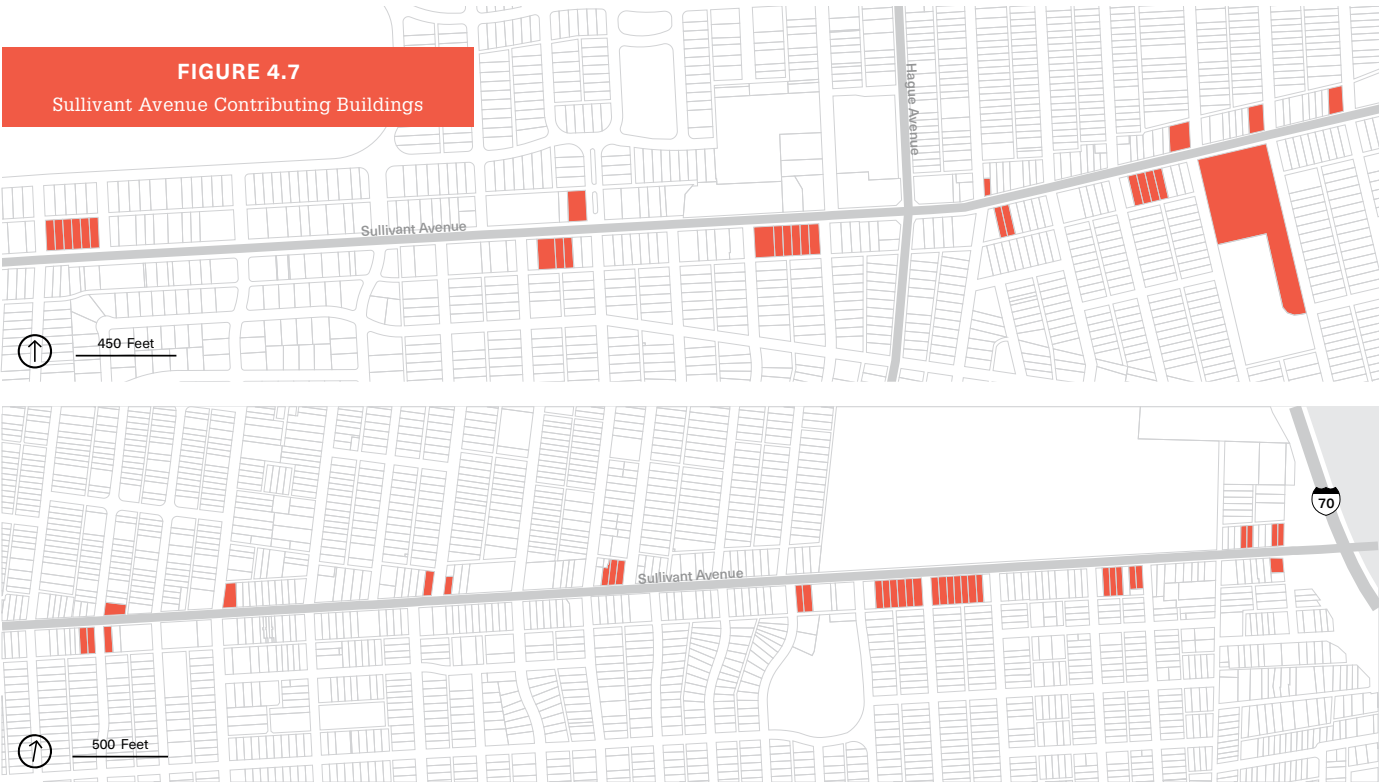 FIGURE 4.7
Sullivant Avenue Contributing Buildings
Hague Avenue
Sullivant Avenue
450 Feet
70
Sullivant Avenue
500 Feet